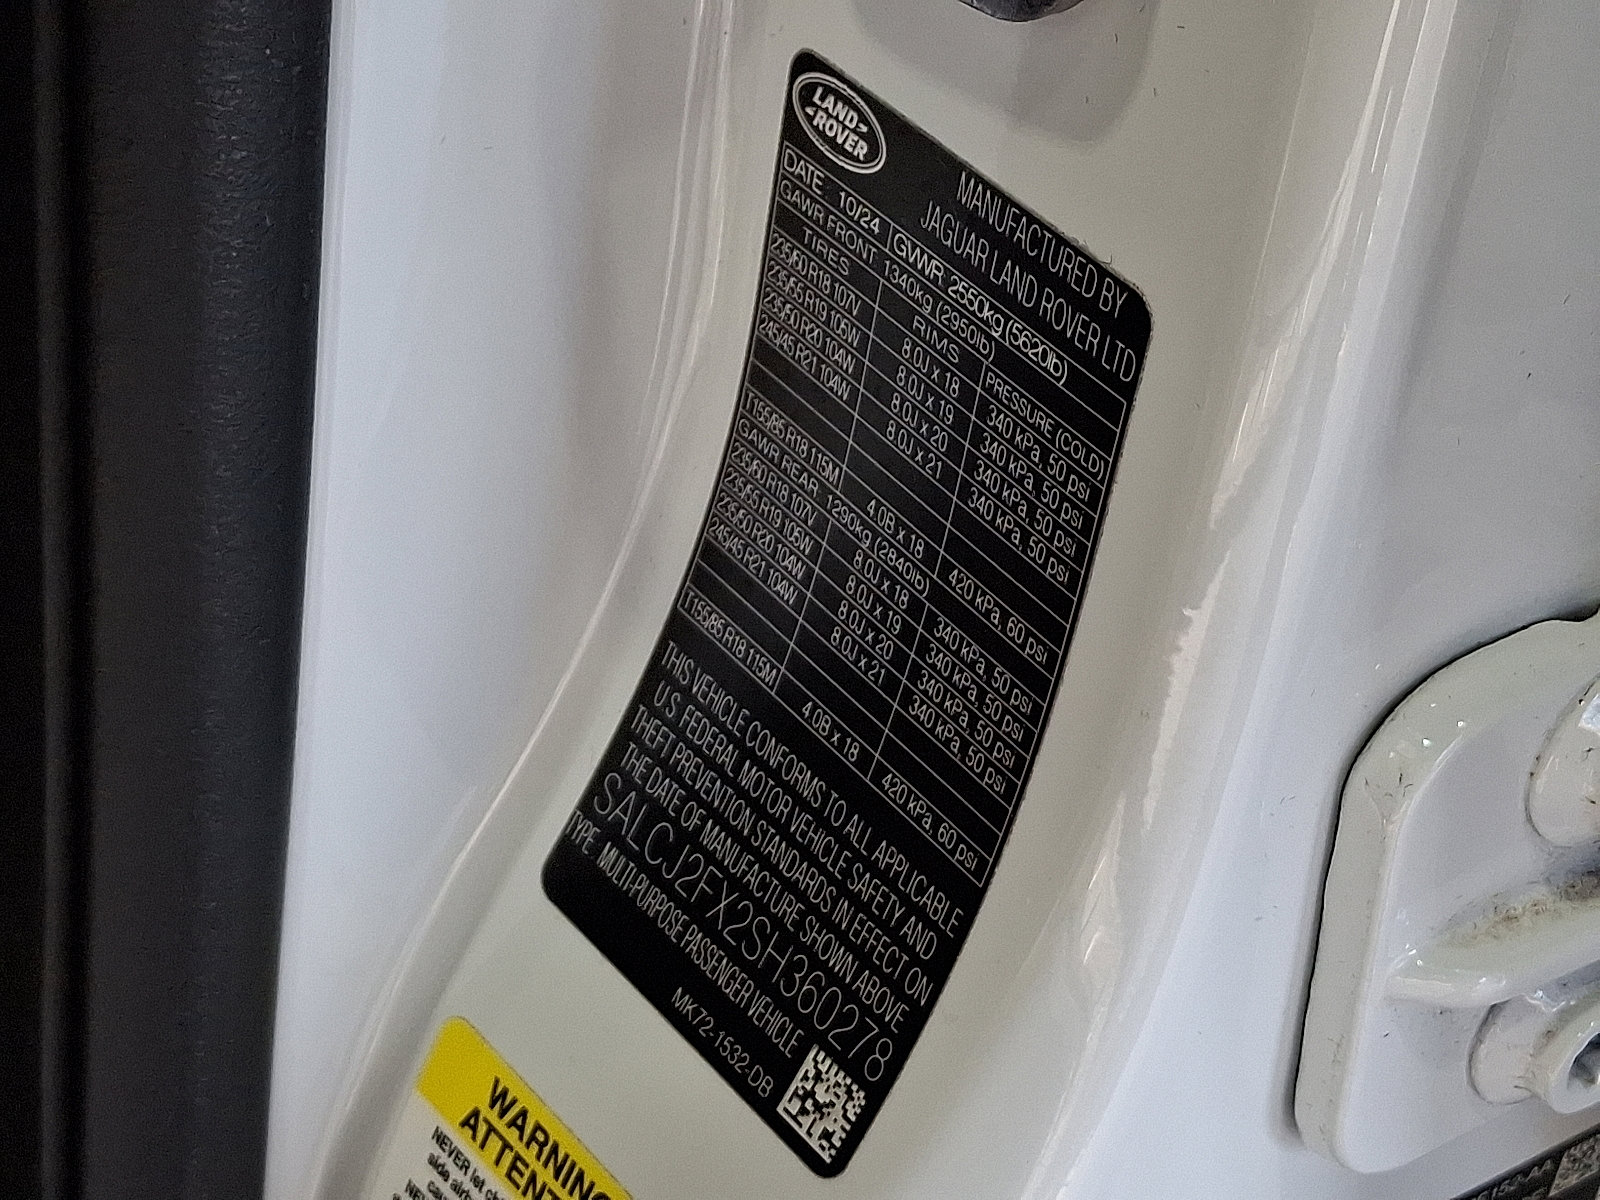 LAND
ROVER
MANUFACTURED BY
JAGUAR LAND ROVER LTD
DATE 10/24 GVWR: 2550kg (5620lb)
GAWR FRONT 1340kg (2950lb)
TIRES RIMS PRESSURE (COLD)
235/60 R18 107V 8.0J x 18 340 kPa, 50 psi
235/55 R19 105W 8.0J x 19 340 kPa, 50 psi
235/50 R20 104W 8.0J x 20 340 kPa, 50 psi
245/45 R21 104W 8.0J x 21 340 kPa, 50 psi
T155/85 R18 115M 4.0B x 18 420 kPa, 60 psi
GAWR REAR 1290kg (2840lb)
235/60 R18 107V 8.0J x 18 340 kPa, 50 psi
235/55 R19 105W 8.0J x 19 340 kPa, 50 psi
235/50 R20 104W 8.0J x 20 340 kPa, 50 psi
245/45 R21 104W 8.0J x 21 340 kPa, 50 psi
T155/85 R18 115M 4.0B x 18 420 kPa, 60 psi
THIS VEHICLE CONFORMS TO ALL APPLICABLE
U.S. FEDERAL MOTOR VEHICLE SAFETY AND
THEFT PREVENTION STANDARDS IN EFFECT ON
THE DATE OF MANUFACTURE SHOWN ABOVE
SALCJ2FX2SH360278
TYPE : MULTI-PURPOSE PASSENGER VEHICLE
MK72-1532-DB
WARNING
ATTENT
NEVER let chi
side airb
NEV